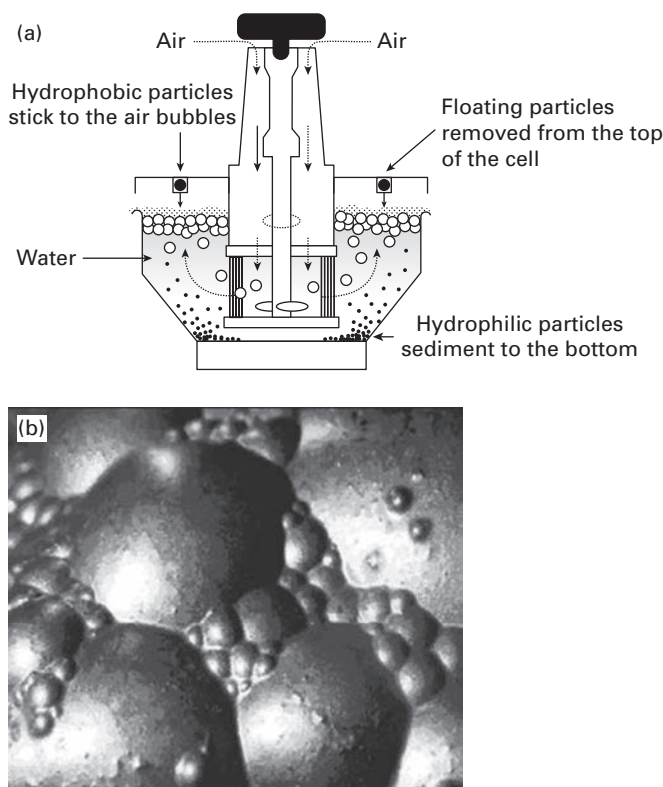 (a)
Air
Air
Hydrophobic particles
stick to the air bubbles
Floating particles
removed from the top
of the cell
Water
Hydrophilic particles
sediment to the bottom
(b)